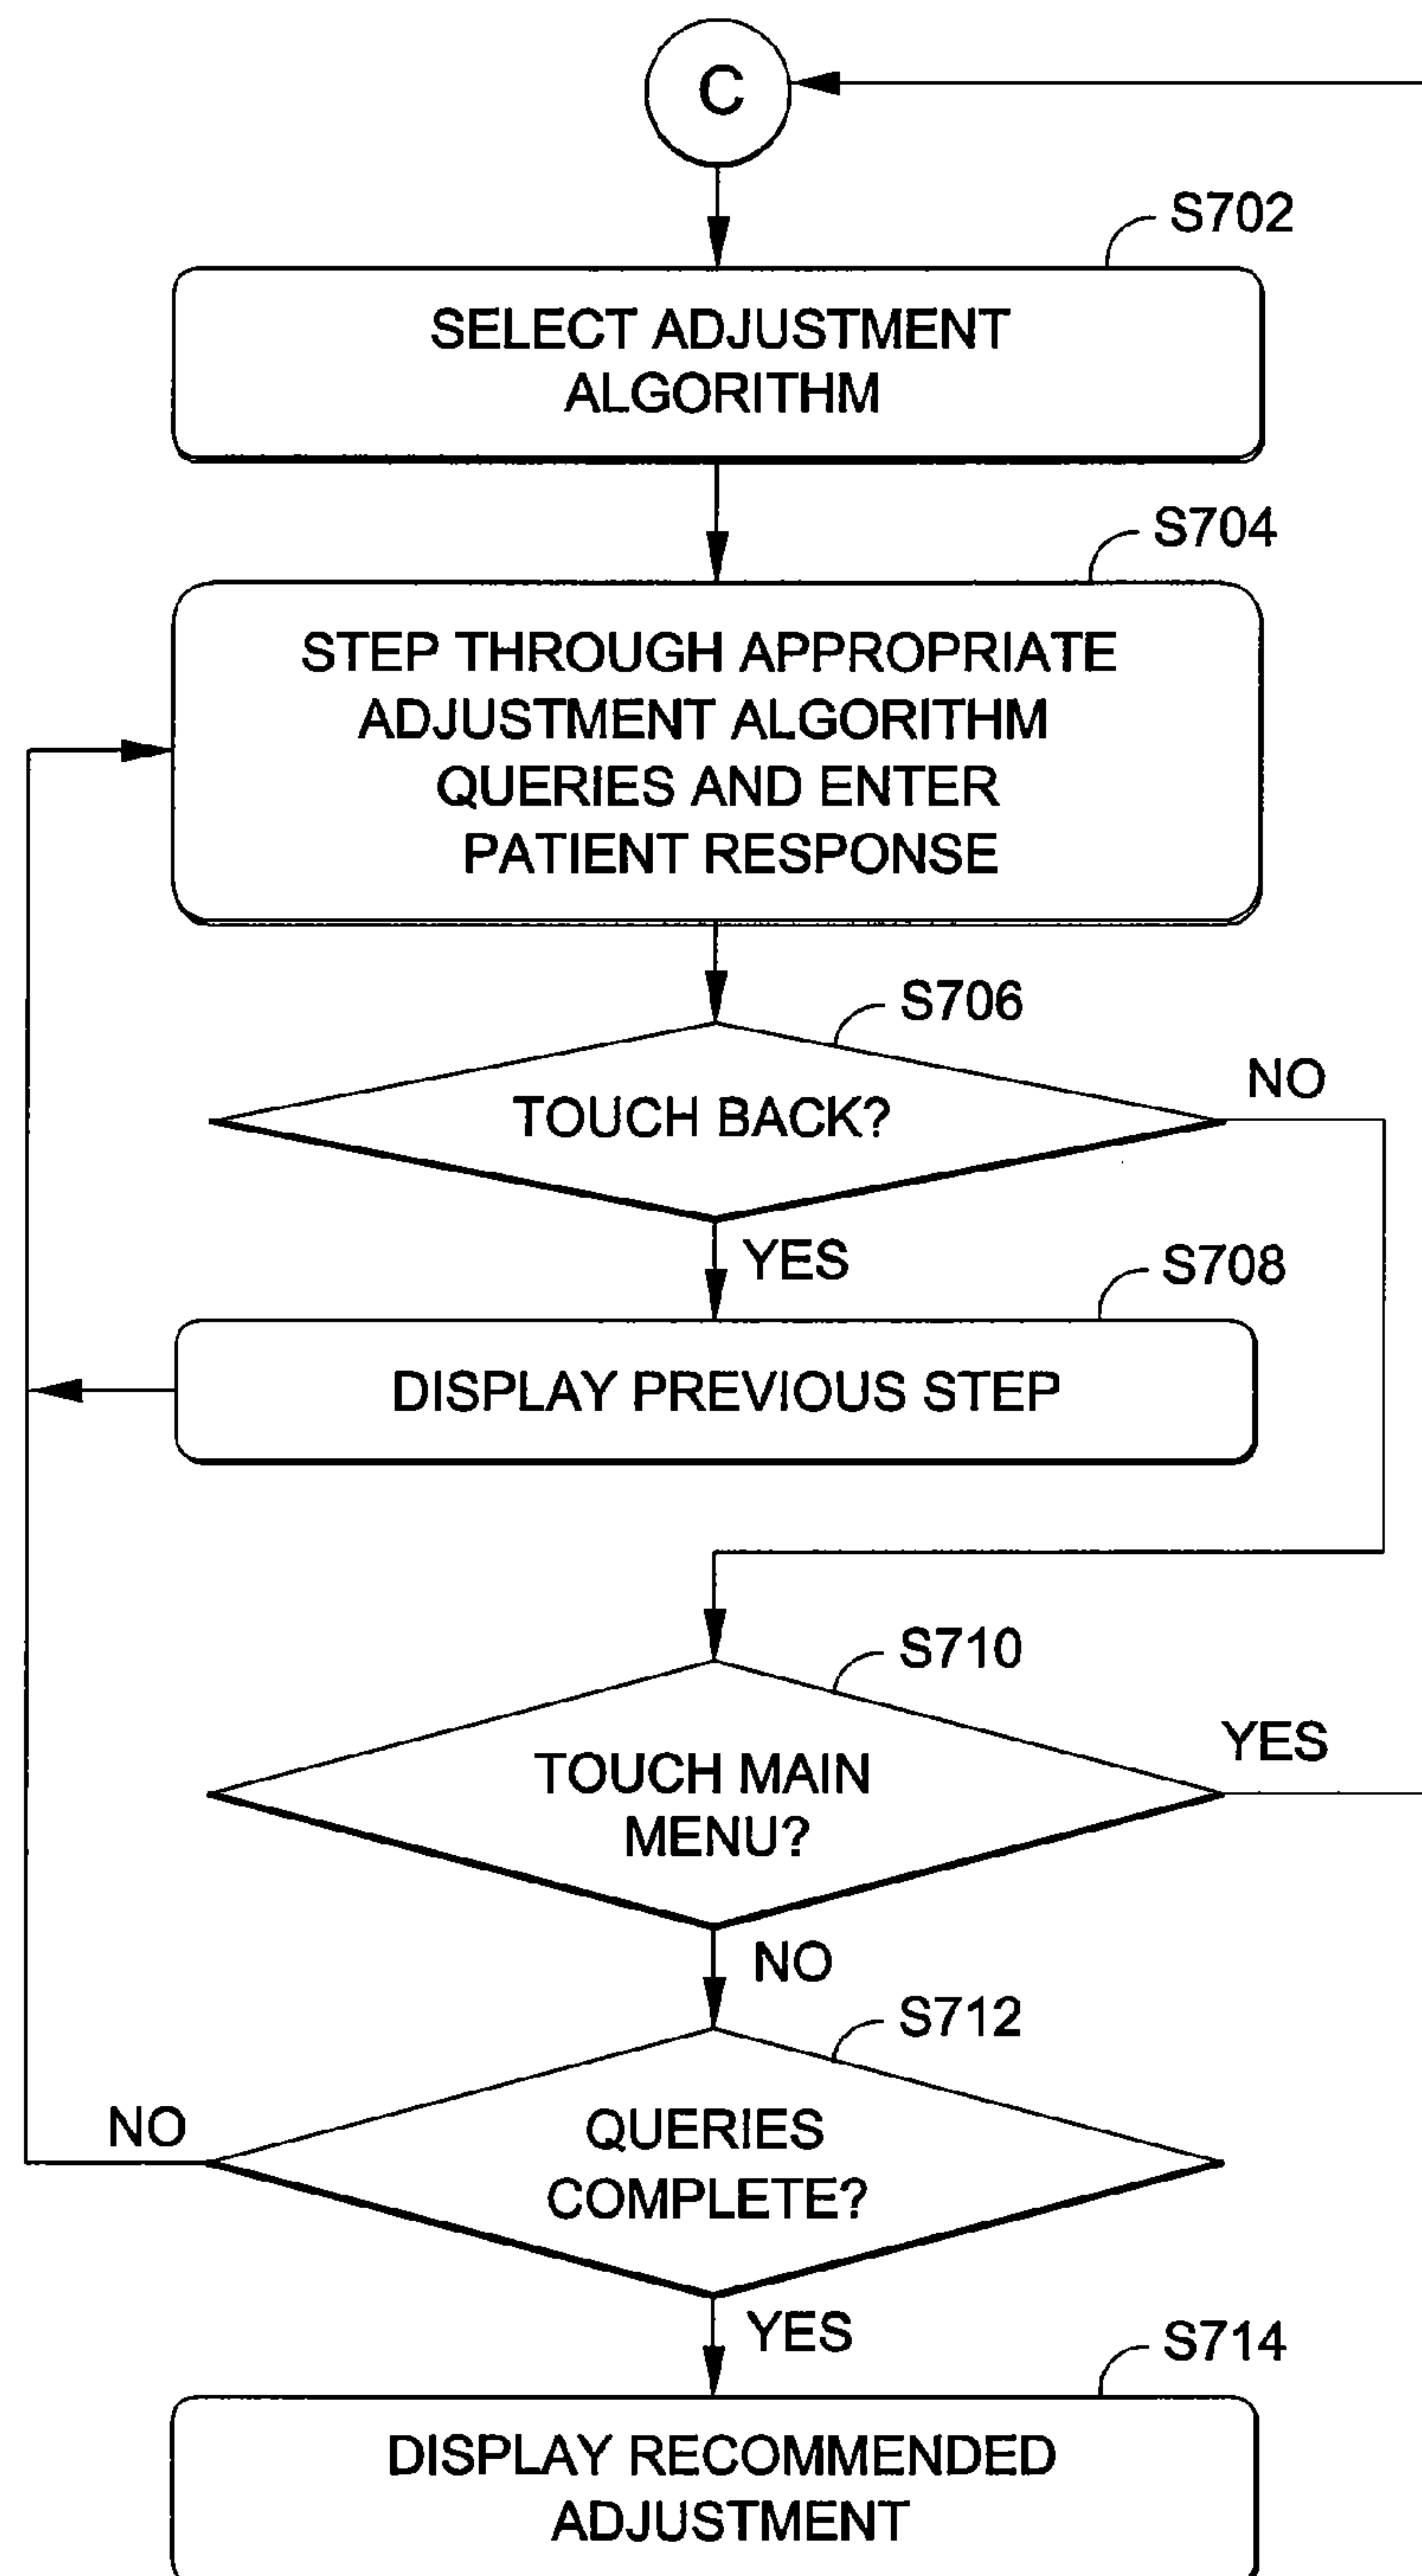 C
S702
SELECT ADJUSTMENT
ALGORITHM
S704
STEP THROUGH APPROPRIATE
ADJUSTMENT ALGORITHM
QUERIES AND ENTER
PATIENT RESPONSE
S706
TOUCH BACK?
NO
YES
S708
DISPLAY PREVIOUS STEP
S710
TOUCH MAIN
MENU?
YES
NO
S712
QUERIES
COMPLETE?
NO
YES
S714
DISPLAY RECOMMENDED
ADJUSTMENT